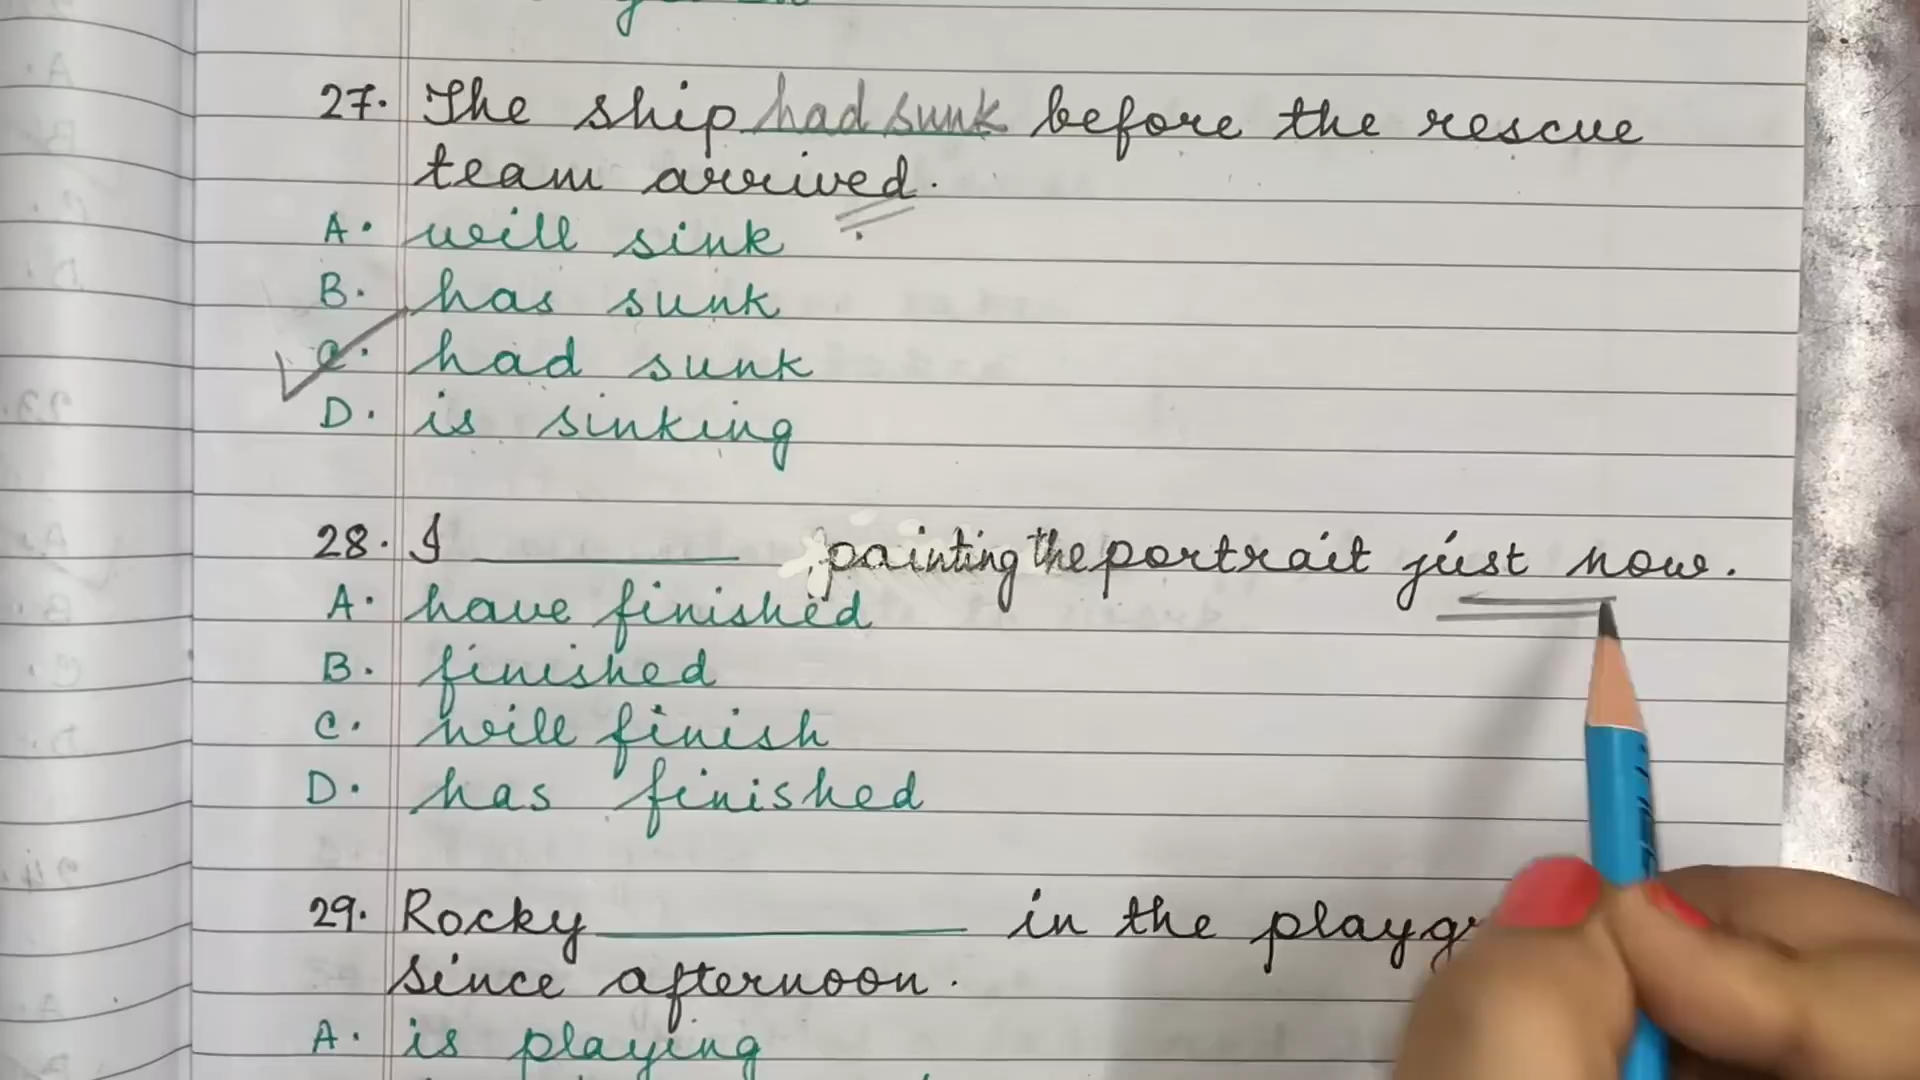 27. The ship had sunk before the rescue
team arrived.
A. will sink
B. has sunk
C. had sunk
D. is sinking
28. I ________ painting the portrait just now.
A. have finished
B. finished
C. will finish
D. has finished
29. Rocky ________ in the
since afternoon.
A. is playing